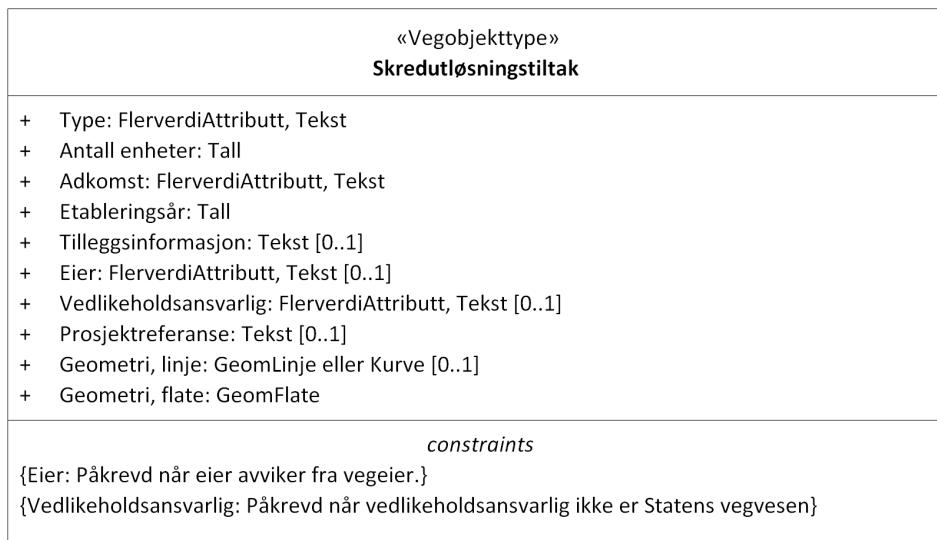 «Vegobjekttype»
Skredutløsningstiltak
+ Type: FlerverdiAttributt, Tekst
+ Antall enheter: Tall
+ Adkomst: FlerverdiAttributt, Tekst
+ Etableringsår: Tall
+ Tilleggsinformasjon: Tekst [0..1]
+ Eier: FlerverdiAttributt, Tekst [0..1]
+ Vedlikeholdsansvarlig: FlerverdiAttributt, Tekst [0..1]
+ Prosjektreferanse: Tekst [0..1]
+ Geometri, linje: GeomLinje eller Kurve [0..1]
+ Geometri, flate: GeomFlate
constraints
{Eier: Påkrevd når eier avviker fra vegeier.}
{Vedlikeholdsansvarlig: Påkrevd når vedlikeholdsansvarlig ikke er Statens vegvesen}